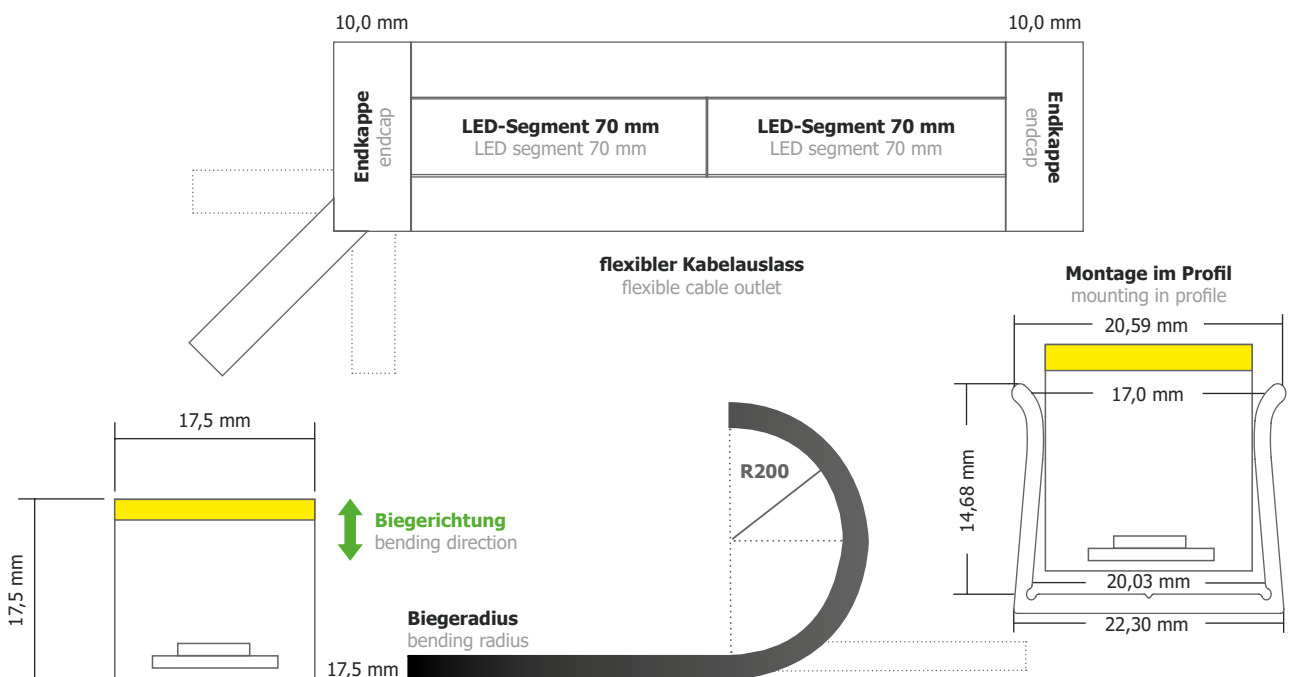 10,0 mm
10,0 mm
Endkappe
endcap
LED-Segment 70 mm
LED segment 70 mm
LED-Segment 70 mm
LED segment 70 mm
Endkappe
endcap
flexibler Kabelauslass
flexible cable outlet
Montage im Profil
mounting in profile
20,59 mm
17,0 mm
14,68 mm
20,03 mm
22,30 mm
17,5 mm
17,5 mm
Biegerichtung
bending direction
R200
Biegeradius
bending radius
17,5 mm